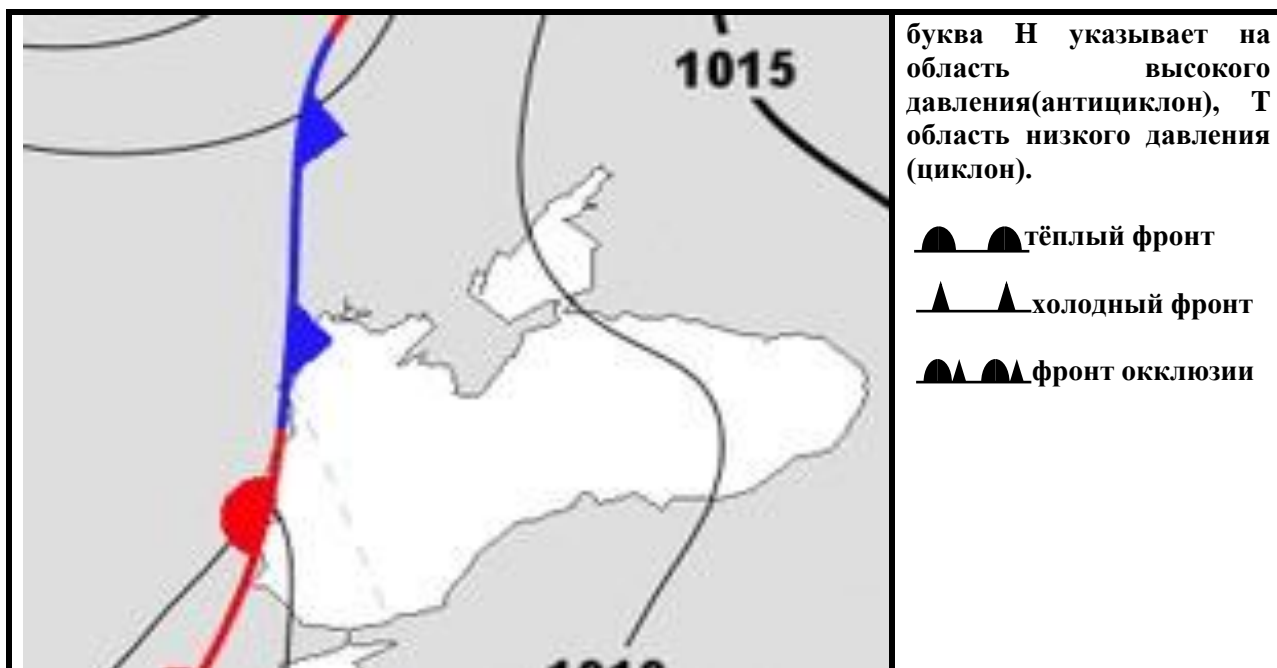 1015
буква Н указывает на
область высокого
давления(антициклон), Т
область низкого давления
(циклон).
тёплый фронт
холодный фронт
фронт окклюзии